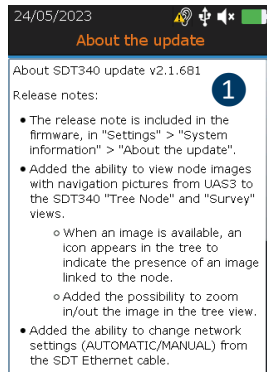 24/05/2023
About the update
About SDT340 update v2.1.681
1
Release notes:
• The release note is included in the
firmware, in "Settings" > "System
information" > "About the update".
• Added the ability to view node images
with navigation pictures from UAS3 to
the SDT340 "Tree Node" and "Survey"
views.
o When an image is available, an
icon appears in the tree to
indicate the presence of an image
linked to the node.
o Added the possibility to zoom
in/out the image in the tree view.
• Added the ability to change network
settings (AUTOMATIC/MANUAL) from
the SDT Ethernet cable.